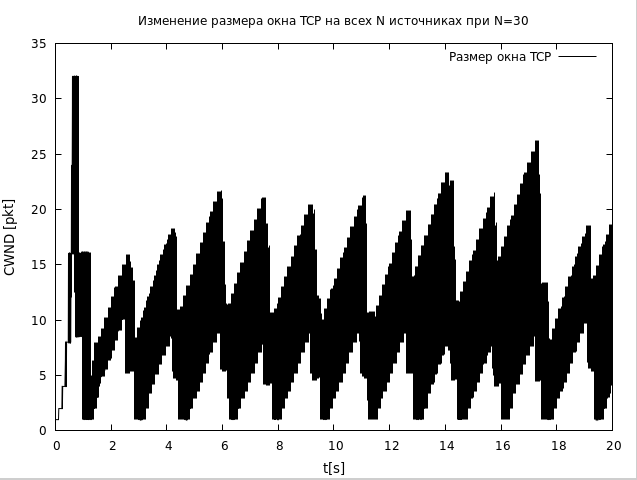 Изменение размера окна TCP на всех N источниках при N=30
Размер окна TCP
CWND [pkt]
35
30
25
20
15
10
5
0
0 2 4 6 8 10 12 14 16 18 20
t[s]